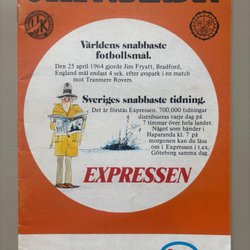 Världens snabbaste
fotbollsmål.
Den 25 april 1964 gjorde Jim Fryatt, Bradford,
England mål endast 4 sek. efter avspark i en match
mot Tranmere Rovers.
Sveriges snabbaste tidning.
Det är förstås Expressen. 700.000 tidningar
distribueras varje dag på
7 timmar över hela landet.
Något som händer i
Haparanda kl. 7 på
morgonen kan du läsa
om i Expressen i t.ex.
Göteborg samma dag.
EXPRESSEN